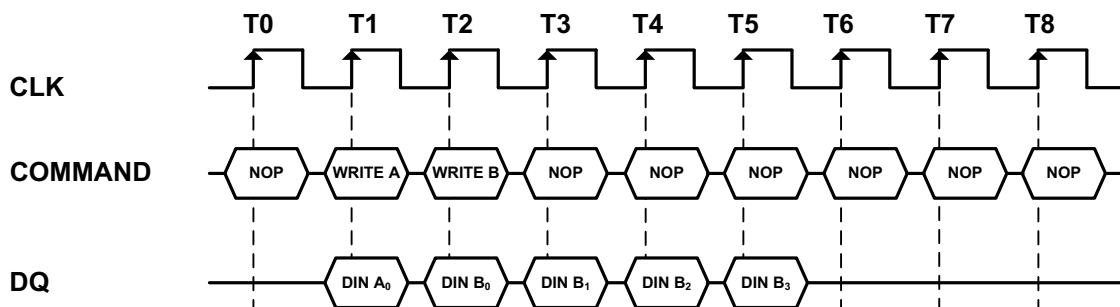 T0 T1 T2 T3 T4 T5 T6 T7 T8
CLK
COMMAND NOP WRITE A WRITE B NOP NOP NOP NOP NOP NOP
DQ DIN A₀ DIN B₀ DIN B₁ DIN B₂ DIN B₃